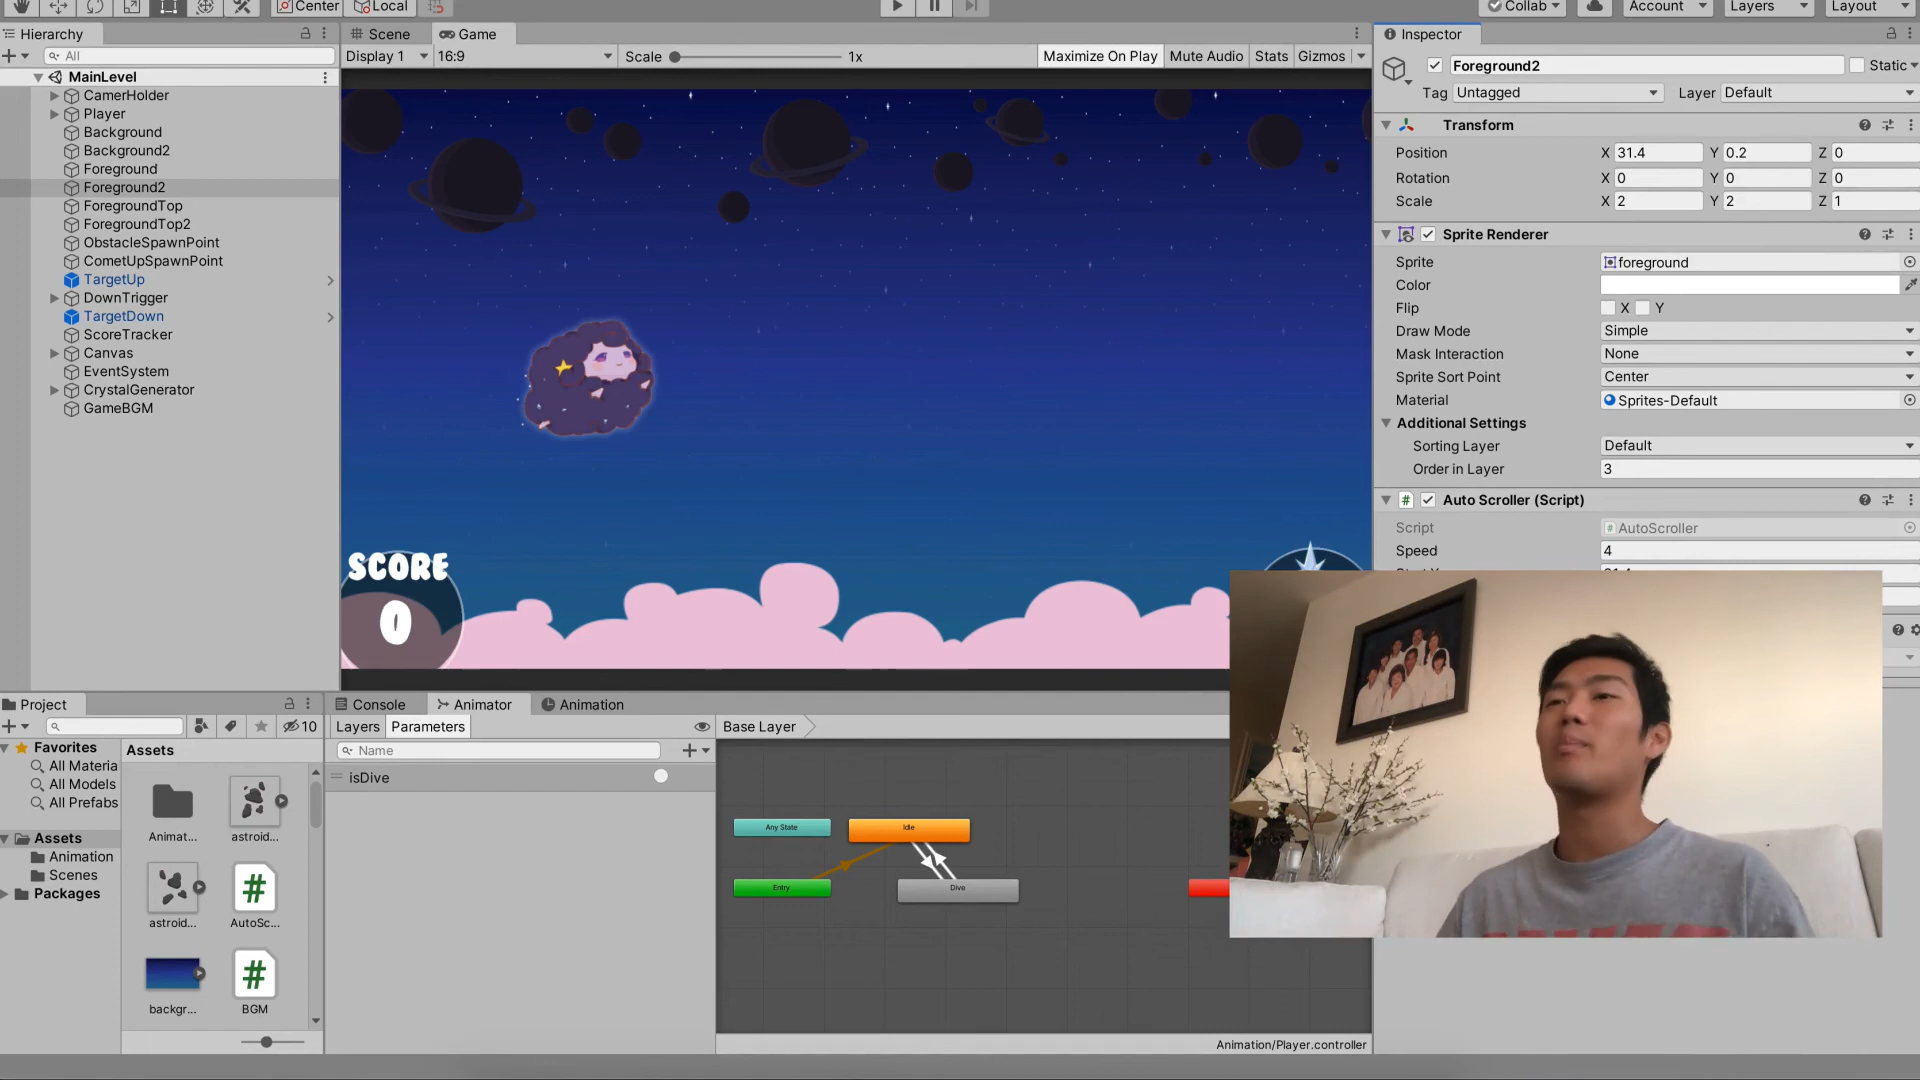 Center
Local
Collab
Account
Layers
Layout
Hierarchy
All
MainLevel
CamerHolder
Player
Background
Background2
Foreground
Foreground2
ForegroundTop
ForegroundTop2
ObstacleSpawnPoint
CometUpSpawnPoint
TargetUp
DownTrigger
TargetDown
ScoreTracker
Canvas
EventSystem
CrystalGenerator
GameBGM
Scene
Game
Display 1
16:9
Scale
1x
Maximize On Play
Mute Audio
Stats
Gizmos
SCORE
0
Inspector
Foreground2
Static
Tag Untagged
Layer Default
Transform
Position X 31.4 Y 0.2 Z 0
Rotation X 0 Y 0 Z 0
Scale X 2 Y 2 Z 1
Sprite Renderer
Sprite foreground
Color
Flip X Y
Draw Mode Simple
Mask Interaction None
Sprite Sort Point Center
Material Sprites-Default
Additional Settings
Sorting Layer Default
Order in Layer 3
# Auto Scroller (Script)
Script # AutoScroller
Speed 4
Project
10
Favorites
All Materia
All Models
All Prefabs
Assets
Animation
Scenes
Packages
Assets
Animat...
astroid...
astroid...
#
AutoSc...
backgr...
#
BGM
Console
Animator
Animation
Layers
Parameters
Base Layer
Name
isDive
Any State
Idle
Entry
Dive
Animation/Player.controller